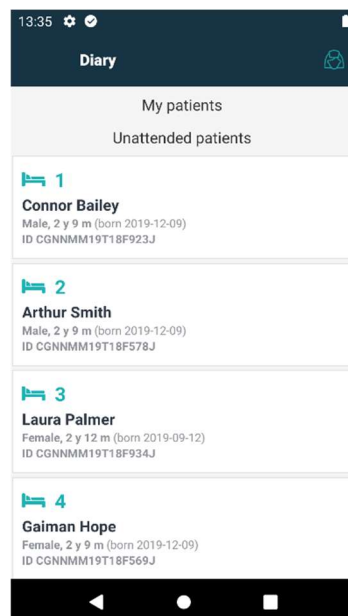 13:35
Diary
My patients
Unattended patients
1
Connor Bailey
Male, 2 y 9 m (born 2019-12-09)
ID CGNNMM19T18F923J
2
Arthur Smith
Male, 2 y 9 m (born 2019-12-09)
ID CGNNMM19T18F578J
3
Laura Palmer
Female, 2 y 12 m (born 2019-09-12)
ID CGNNMM19T18F934J
4
Gaiman Hope
Female, 2 y 9 m (born 2019-12-09)
ID CGNNMM19T18F569J